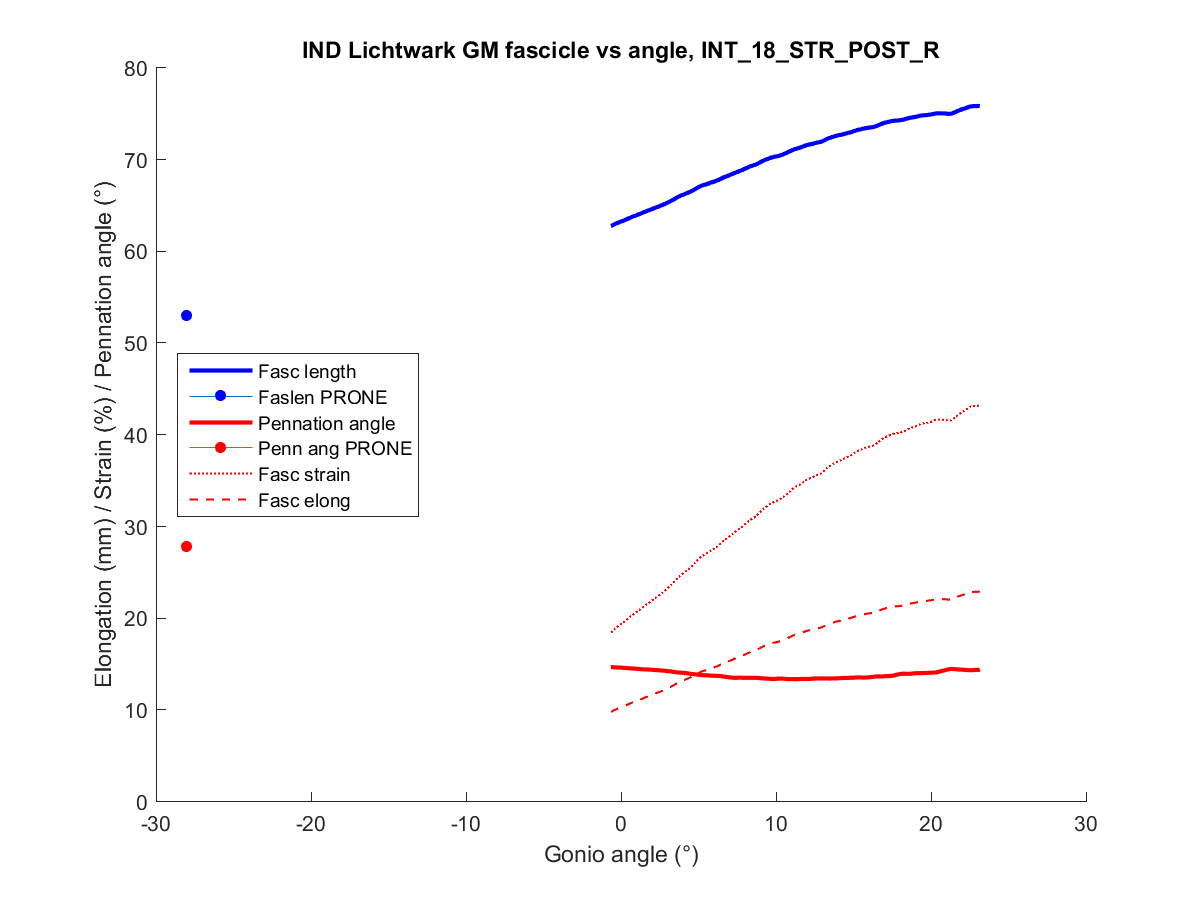 IND Lichtwark GM fascicle vs angle, INT_18_STR_POST_R
80
70
60
50
40
30
20
10
0
Elongation (mm) / Strain (%) / Pennation angle (°)
Fasc length
Faslen PRONE
Pennation angle
Penn ang PRONE
Fasc strain
Fasc elong
-30
-20
-10
0
10
20
30
Gonio angle (°)